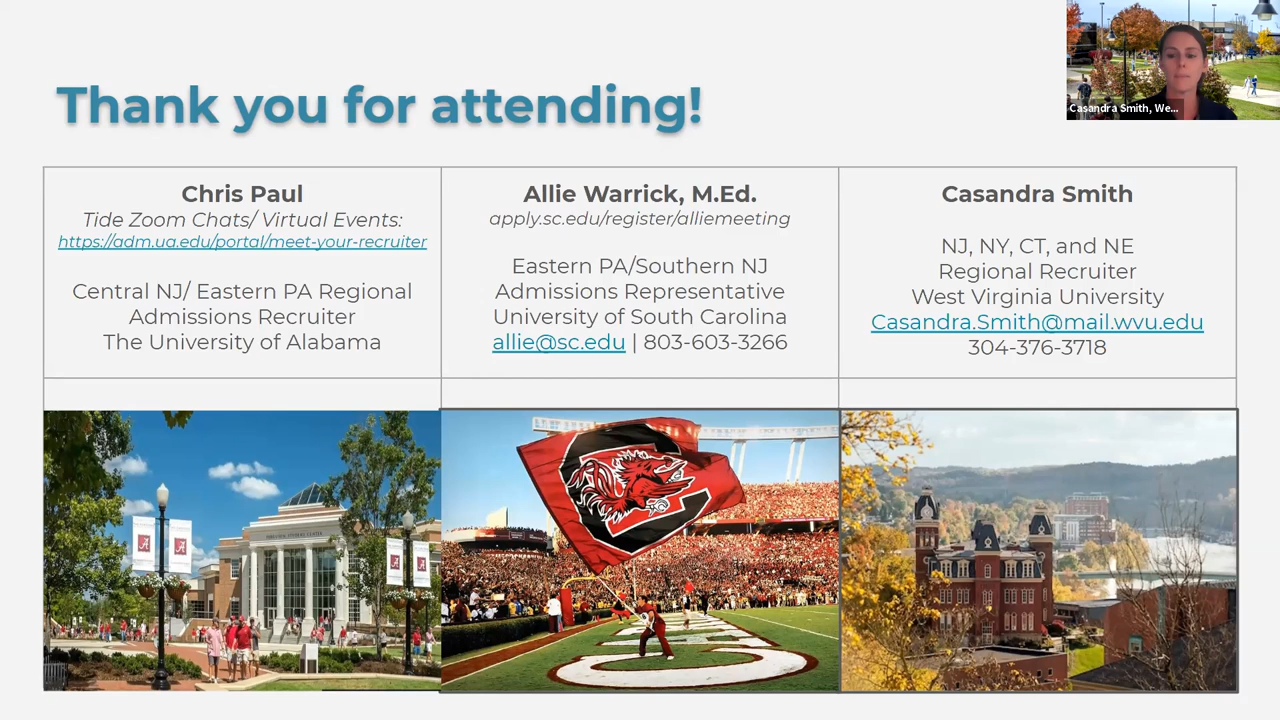 Thank you for attending!
Casandra Smith, We...
Chris Paul
Tide Zoom Chats/ Virtual Events:
https://adm.ua.edu/portal/meet-your-recruiter
Central NJ/ Eastern PA Regional
Admissions Recruiter
The University of Alabama
Allie Warrick, M.Ed.
apply.sc.edu/register/alliemeeting
Eastern PA/Southern NJ
Admissions Representative
University of South Carolina
allie@sc.edu | 803-603-3266
Casandra Smith
NJ, NY, CT, and NE
Regional Recruiter
West Virginia University
Casandra.Smith@mail.wvu.edu
304-376-3718